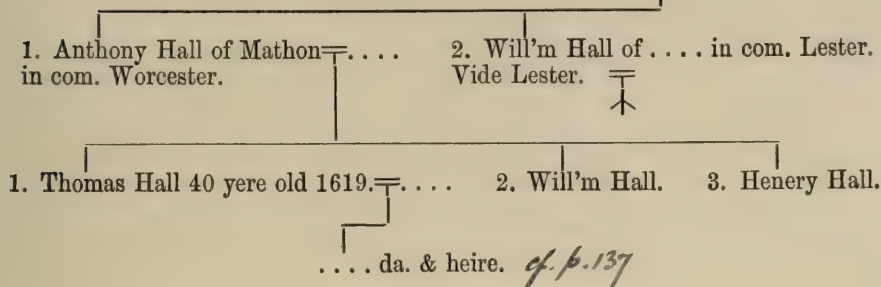 1. Anthony Hall of Mathon . . . . 2. Will'm Hall of . . . . in com. Lester.
in com. Worcester. Vide Lester.
1. Thomas Hall 40 yere old 1619. . . . . 2. Will'm Hall. 3. Henery Hall.
. . . . da. & heire. cf. p. 137